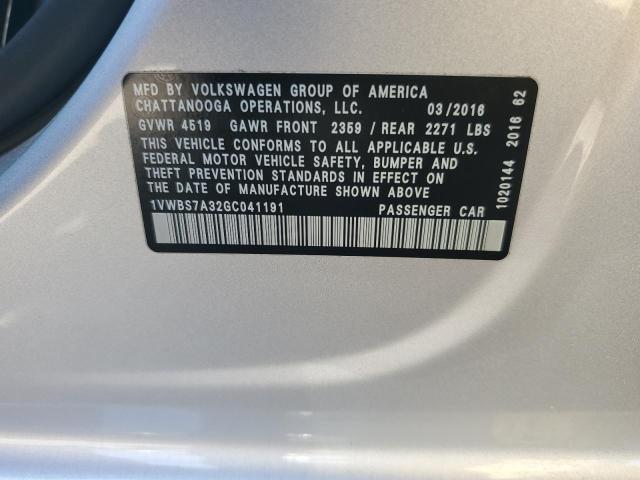 MFD BY VOLKSWAGEN GROUP OF AMERICA
CHATTANOOGA OPERATIONS, LLC. 03/2016
GVWR 4519 GAWR FRONT 2359 / REAR 2271 LBS
THIS VEHICLE CONFORMS TO ALL APPLICABLE U.S.
FEDERAL MOTOR VEHICLE SAFETY, BUMPER AND
THEFT PREVENTION STANDARDS IN EFFECT ON
THE DATE OF MANUFACTURE SHOWN ABOVE
1VWBS7A32GC041191 PASSENGER CAR
1020144 2016 62